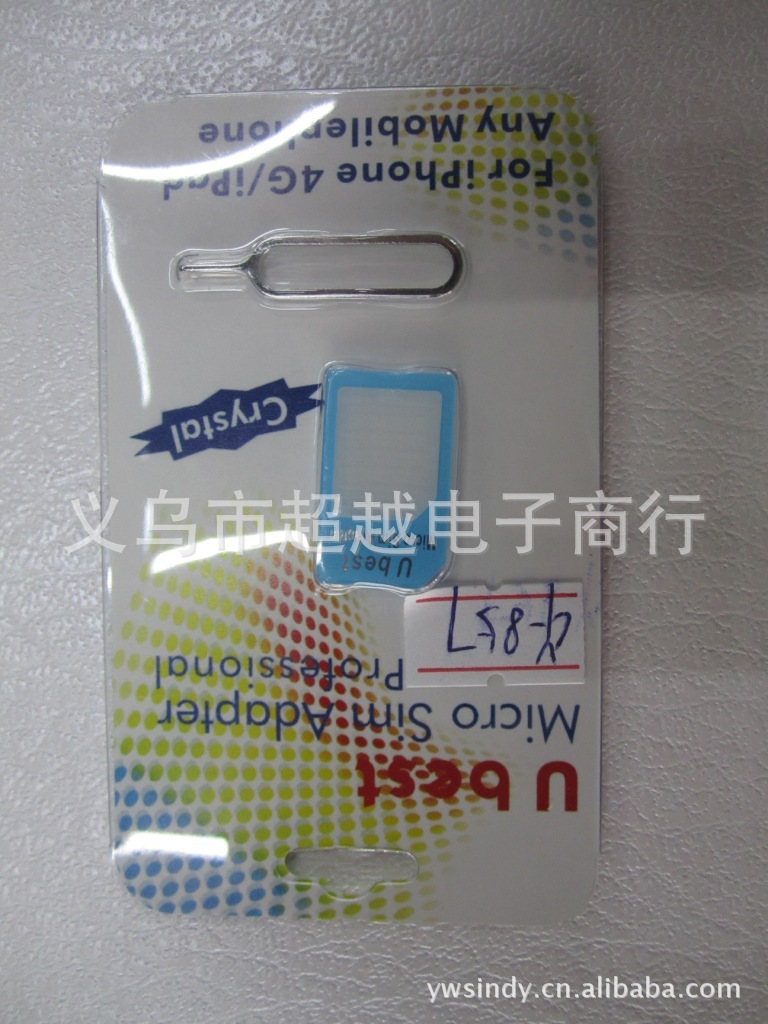 U best
Micro Sim Adapter
Professional
U best
Crystal
For iPhone 4G/iPad
Any Mobilephone
义乌市超越电子商行
ywsindy.cn.alibaba.com